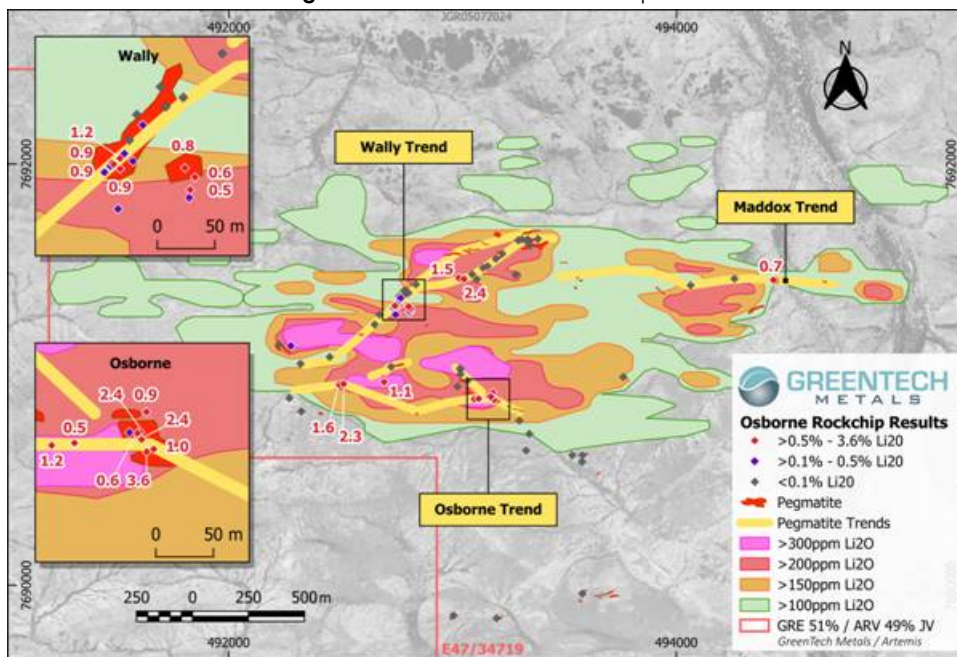 492000
JGR05072024
494000
Wally
1.2
0.9
0.9
0.9
0.8
0.6
0.5
0 50 m
N
Wally Trend
7692000
7692000
Maddox Trend
1.5
2.4
0.7
Osborne
2.4
0.9
2.4
0.5
1.2
1.0
0.6
3.6
0 50 m
1.1
1.6
2.3
Osborne Trend
GREENTECH
METALS
Osborne Rockchip Results
>0.5% - 3.6% Li20
>0.1% - 0.5% Li20
<0.1% Li20
Pegmatite
Pegmatite Trends
>300ppm Li2O
>200ppm Li2O
>150ppm Li2O
>100ppm Li2O
GRE 51% / ARV 49% JV
GreenTech Metals / Artemis
7690000
250 0 250 500m
492000
E47/34719
494000